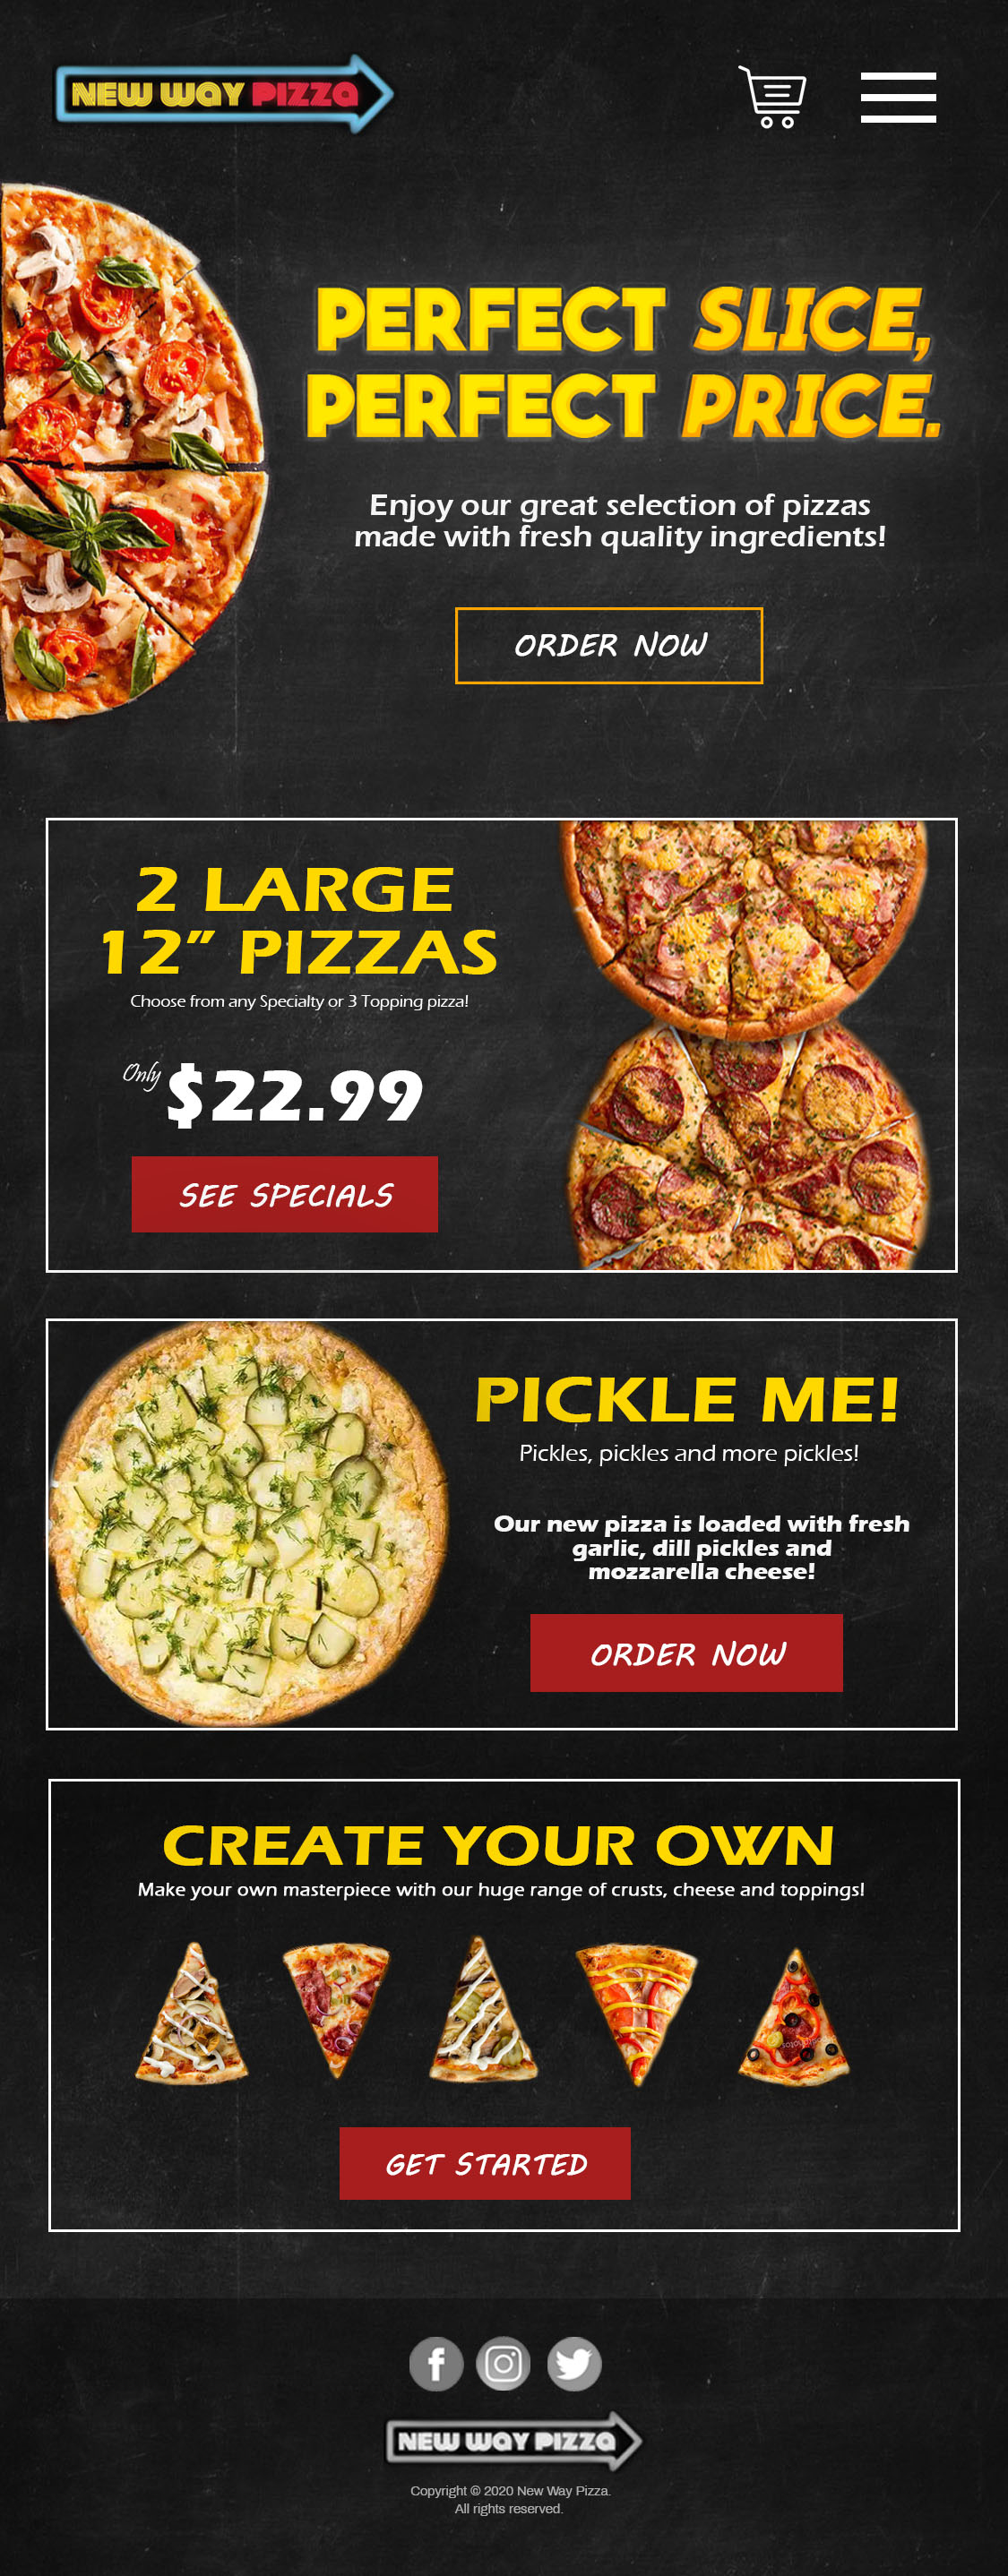 NEW WAY PIZZA
PERFECT SLICE,
PERFECT PRICE.
Enjoy our great selection of pizzas
made with fresh quality ingredients!
ORDER NOW
2 LARGE
12” PIZZAS
Choose from any Specialty or 3 Topping pizza!
Only $22.99
SEE SPECIALS
PICKLE ME!
Pickles, pickles and more pickles!
Our new pizza is loaded with fresh
garlic, dill pickles and
mozzarella cheese!
ORDER NOW
CREATE YOUR OWN
Make your own masterpiece with our huge range of crusts, cheese and toppings!
GET STARTED
NEW WAY PIZZA
Copyright © 2020 New Way Pizza.
All rights reserved.